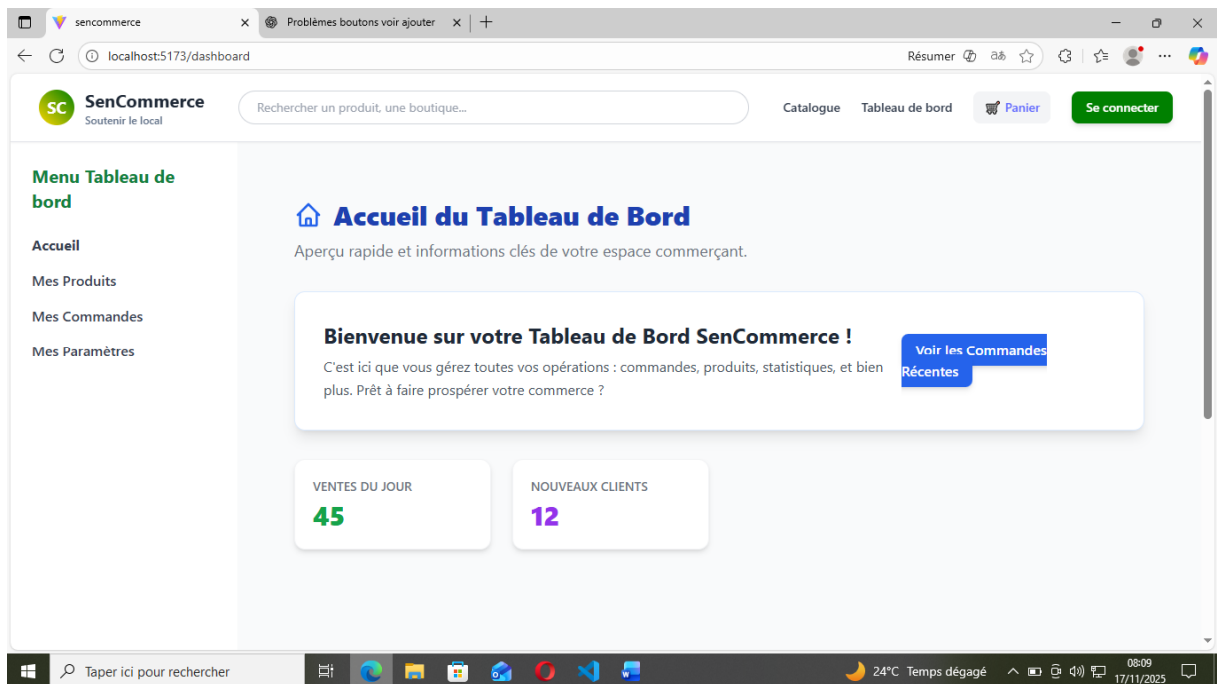 sencommerce
Problèmes boutons voir ajouter
localhost:5173/dashboard
Résumer
SC
SenCommerce
Soutenir le local
Rechercher un produit, une boutique...
Catalogue
Tableau de bord
Panier
Se connecter
Menu Tableau de
bord
Accueil
Mes Produits
Mes Commandes
Mes Paramètres
Accueil du Tableau de Bord
Aperçu rapide et informations clés de votre espace commerçant.
Bienvenue sur votre Tableau de Bord SenCommerce !
C'est ici que vous gérez toutes vos opérations : commandes, produits, statistiques, et bien
plus. Prêt à faire prospérer votre commerce ?
Voir les Commandes
Récentes
VENTES DU JOUR
45
NOUVEAUX CLIENTS
12
Taper ici pour rechercher
24°C Temps dégagé
08:09
17/11/2025